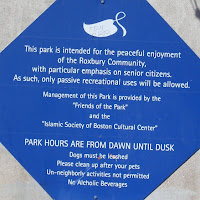 This park is intended for the peaceful enjoyment
of the Roxbury Community,
with particular emphasis on senior citizens.
As such, only passive recreational uses will be allowed.
Management of this Park is provided by the
"Friends of the Park"
and the
"Islamic Society of Boston Cultural Center"
PARK HOURS ARE FROM DAWN UNTIL DUSK
Dogs must be leashed
Please clean up after your pets
Un-neighborly activities not permitted
No Alcholic Beverages